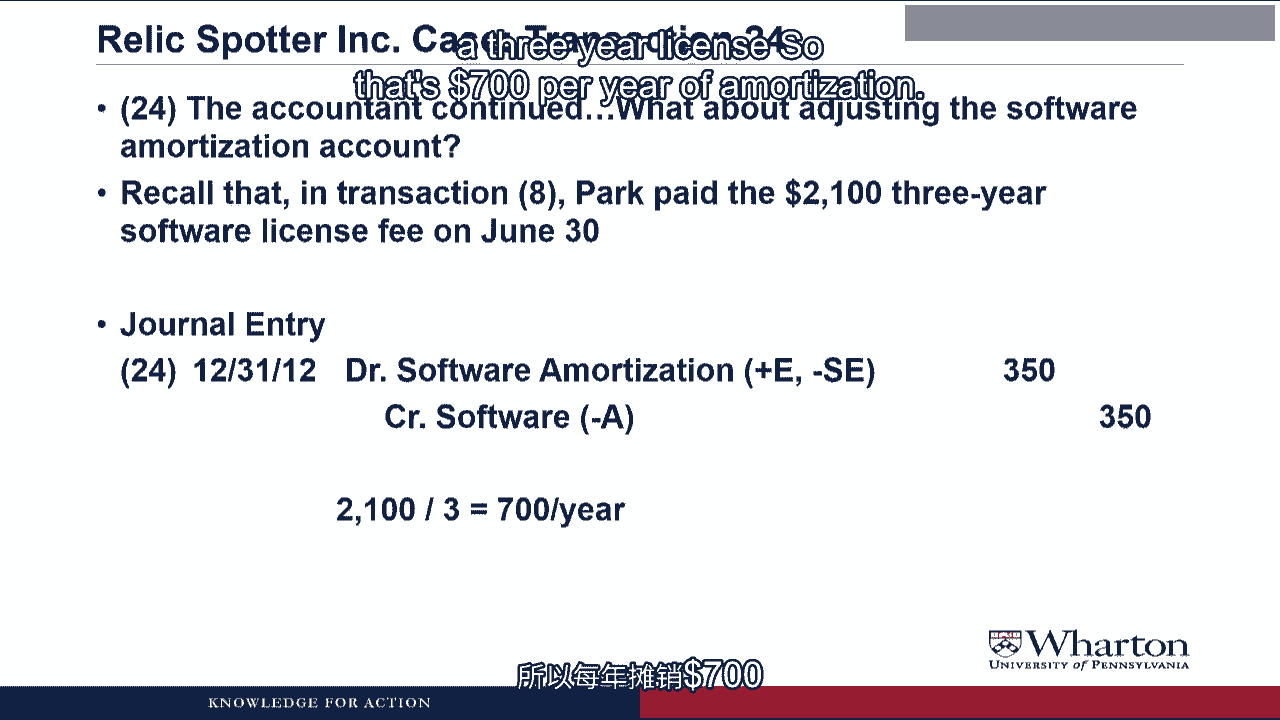 Relic Spotter Inc. Case: Transaction 24
a three year license So
that's $700 per year of amortization.
• (24) The accountant continued…What about adjusting the software
amortization account?
• Recall that, in transaction (8), Park paid the $2,100 three-year
software license fee on June 30
• Journal Entry
(24) 12/31/12 Dr. Software Amortization (+E, -SE) 350
Cr. Software (-A) 350
2,100 / 3 = 700/year
Wharton
UNIVERSITY of PENNSYLVANIA
所以每年摊销$700
KNOWLEDGE FOR ACTION